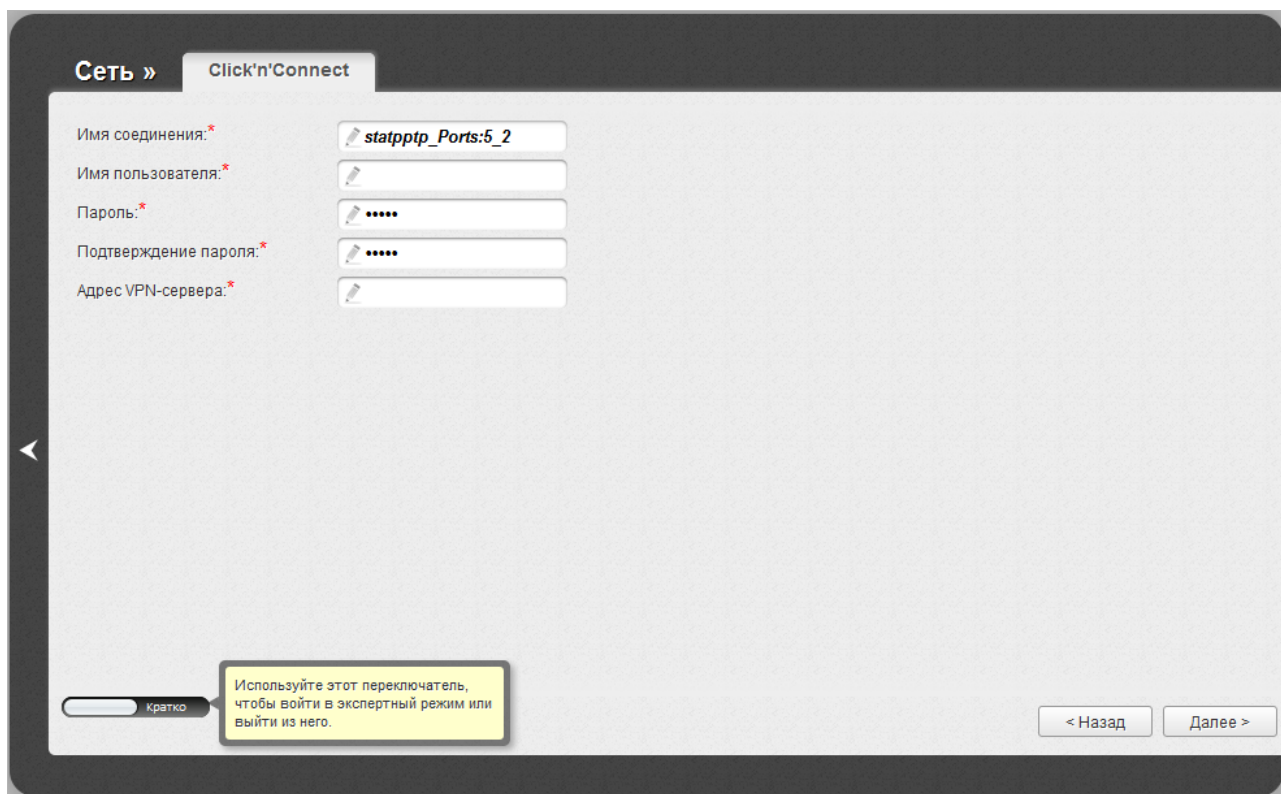 Сеть » Click'n'Connect
Имя соединения:* statpptp_Ports:5_2
Имя пользователя:*
Пароль:* •••••
Подтверждение пароля:* •••••
Адрес VPN-сервера:*
Используйте этот переключатель,
чтобы войти в экспертный режим или
выйти из него.
Кратко
< Назад Далее >